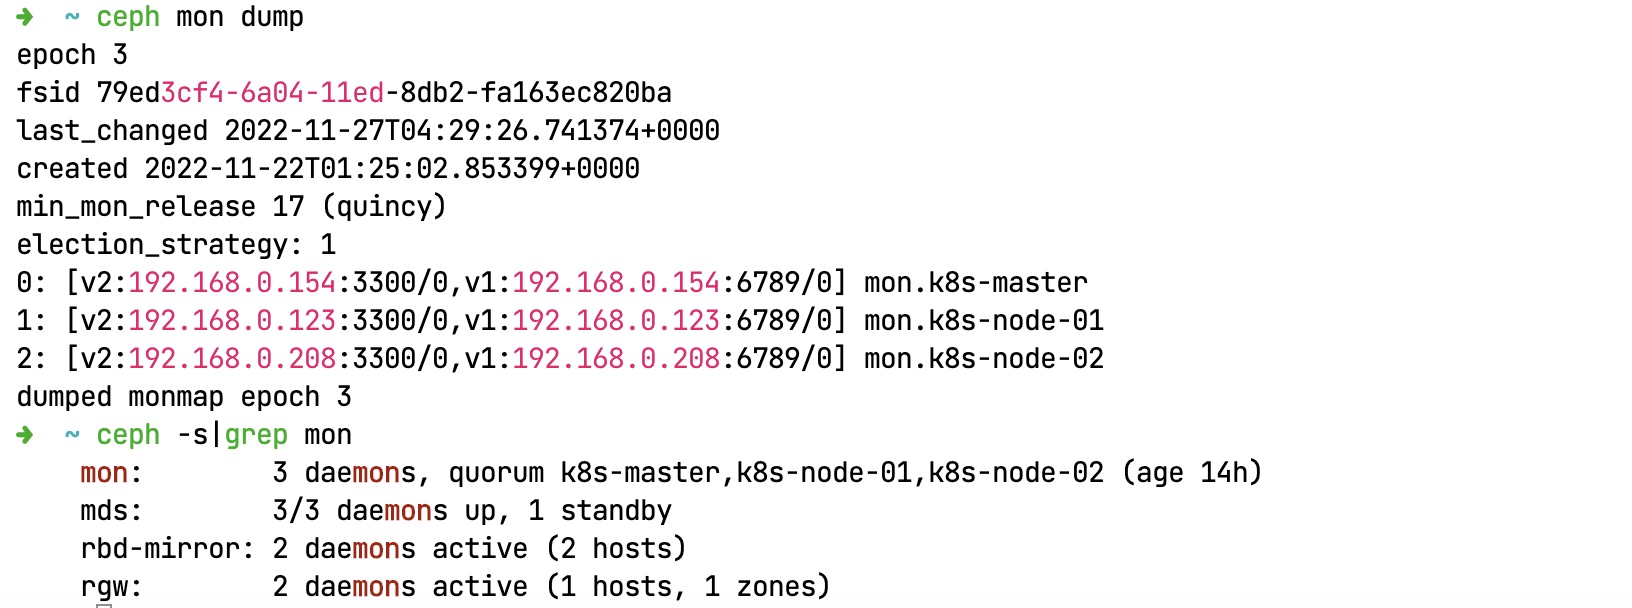 ➜  ~ ceph mon dump
epoch 3
fsid 79ed3cf4-6a04-11ed-8db2-fa163ec820ba
last_changed 2022-11-27T04:29:26.741374+0000
created 2022-11-22T01:25:02.853399+0000
min_mon_release 17 (quincy)
election_strategy: 1
0: [v2:192.168.0.154:3300/0,v1:192.168.0.154:6789/0] mon.k8s-master
1: [v2:192.168.0.123:3300/0,v1:192.168.0.123:6789/0] mon.k8s-node-01
2: [v2:192.168.0.208:3300/0,v1:192.168.0.208:6789/0] mon.k8s-node-02
dumped monmap epoch 3
➜  ~ ceph -s|grep mon
    mon:        3 daemons, quorum k8s-master,k8s-node-01,k8s-node-02 (age 14h)
    mds:        3/3 daemons up, 1 standby
    rbd-mirror: 2 daemons active (2 hosts)
    rgw:        2 daemons active (1 hosts, 1 zones)